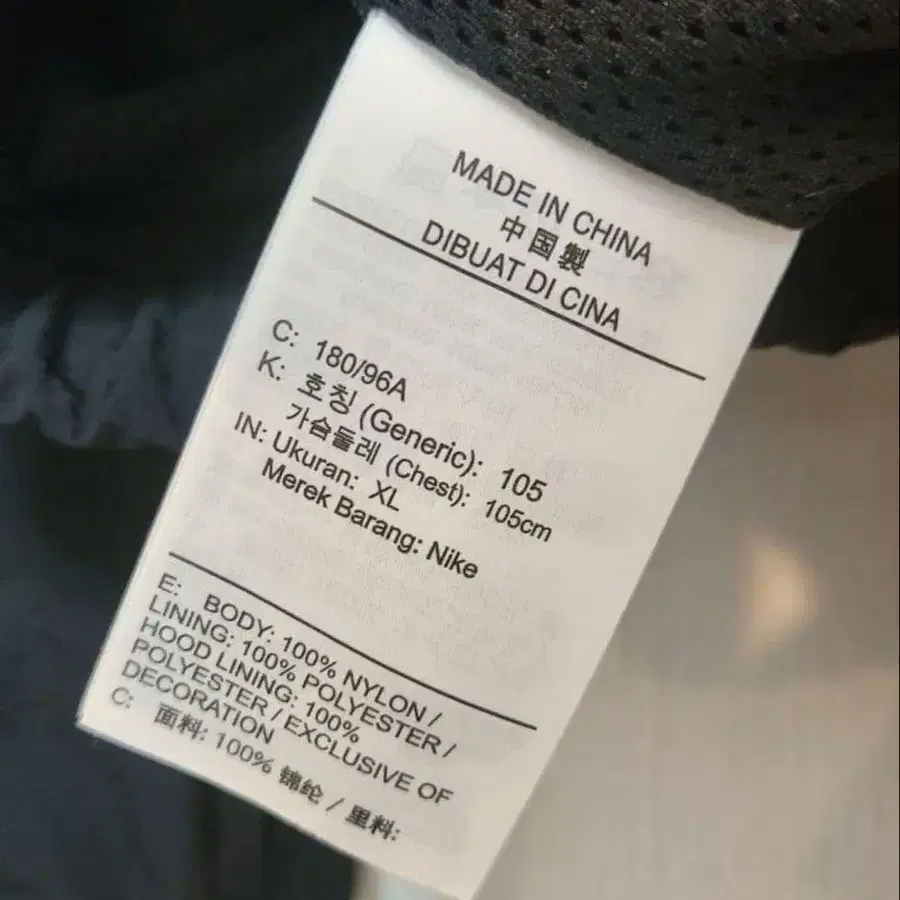 MADE IN CHINA
中国製
DIBUAT DI CINA
C: 180/96A
K: 호칭 (Generic): 105
가슴둘레 (Chest): 105cm
IN: Ukuran: XL
Merek Barang: Nike
E: BODY: 100% NYLON /
LINING: 100% POLYESTER /
HOOD LINING: 100%
POLYESTER / EXCLUSIVE OF
DECORATION
C: 面料: 100% 锦纶 / 里料: